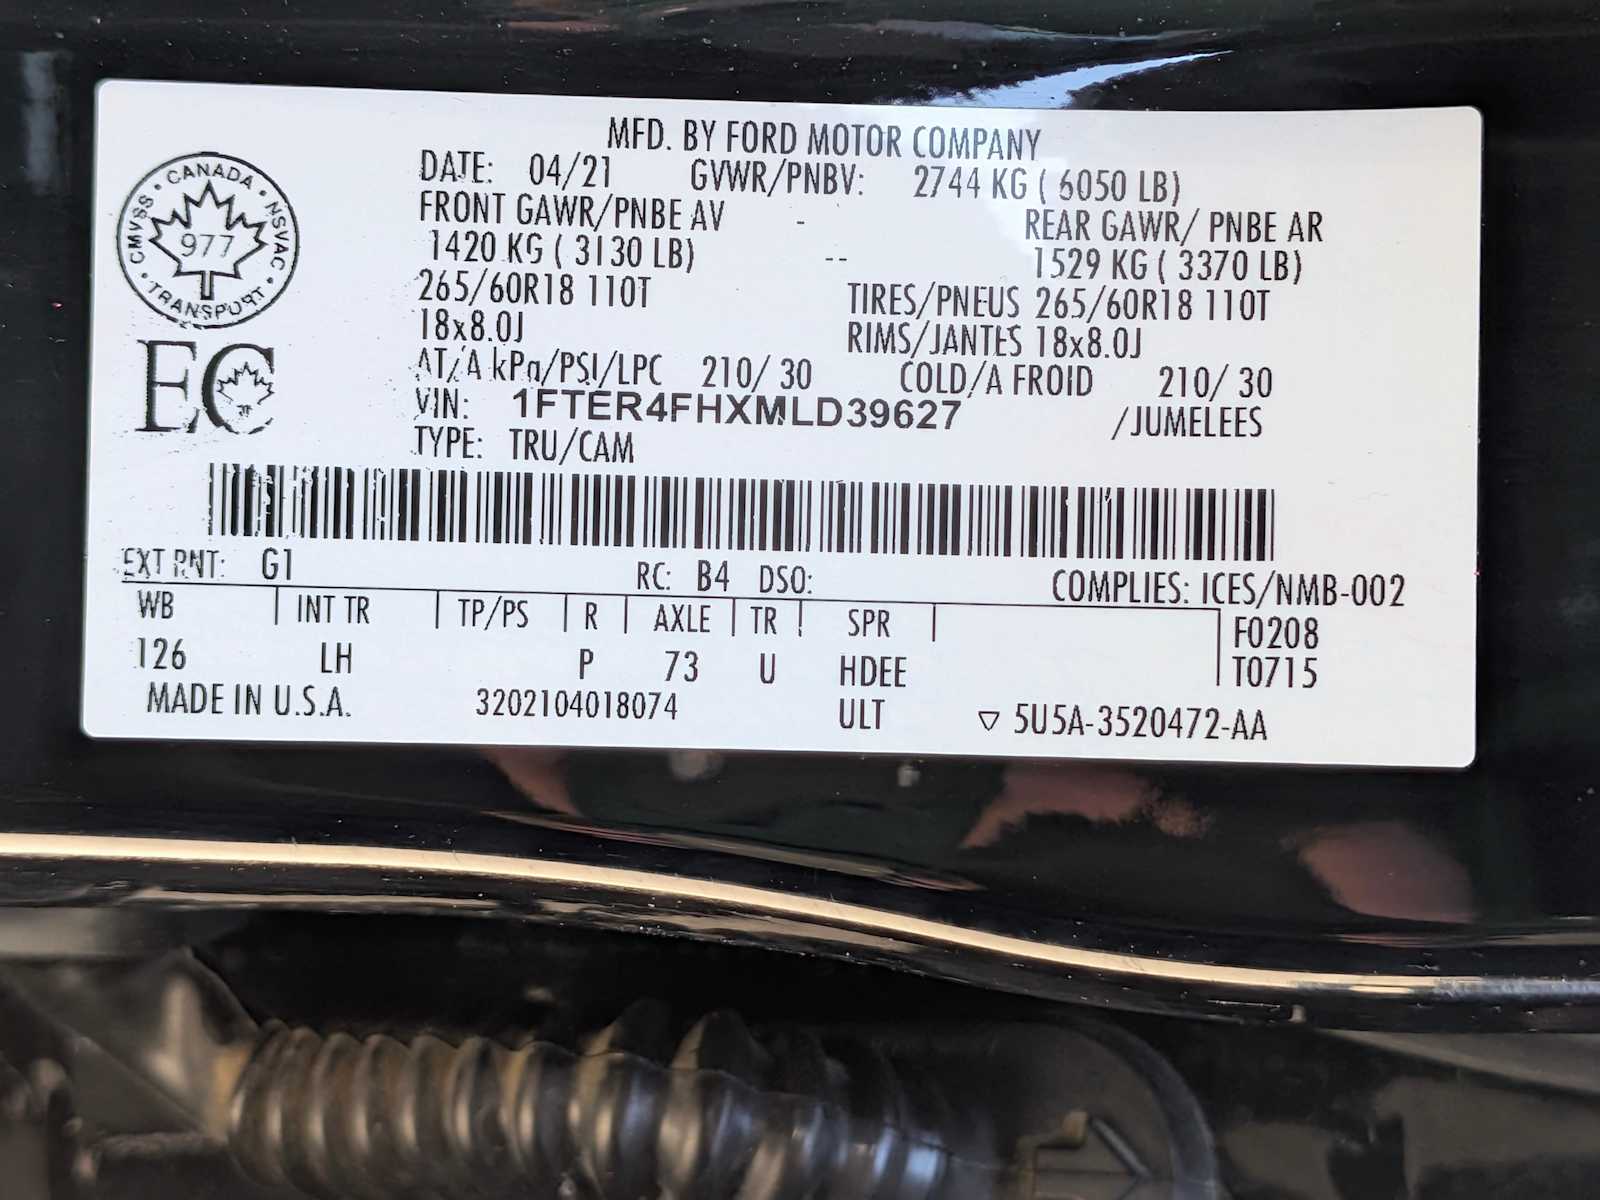 MFD. BY FORD MOTOR COMPANY
DATE: 04/21 GVWR/PNBV: 2744 KG ( 6050 LB)
FRONT GAWR/PNBE AV - REAR GAWR/ PNBE AR
1420 KG ( 3130 LB) -- 1529 KG ( 3370 LB)
265/60R18 110T TIRES/PNEUS 265/60R18 110T
18x8.0J RIMS/JANTES 18x8.0J
AT/A kPa/PSI/LPC 210/ 30 COLD/A FROID 210/ 30
VIN: 1FTER4FHXMLD39627 /JUMELEES
TYPE: TRU/CAM
CANADA • NSVAC • TRANSPORT • CMVSS •
977
EC
EXT PNT: G1 RC: B4 DSO: COMPLIES: ICES/NMB-002
WB | INT TR | TP/PS | R | AXLE | TR | SPR | F0208
126 LH P 73 U HDEE T0715
MADE IN U.S.A. 3202104018074 ULT ▽ 5U5A-3520472-AA